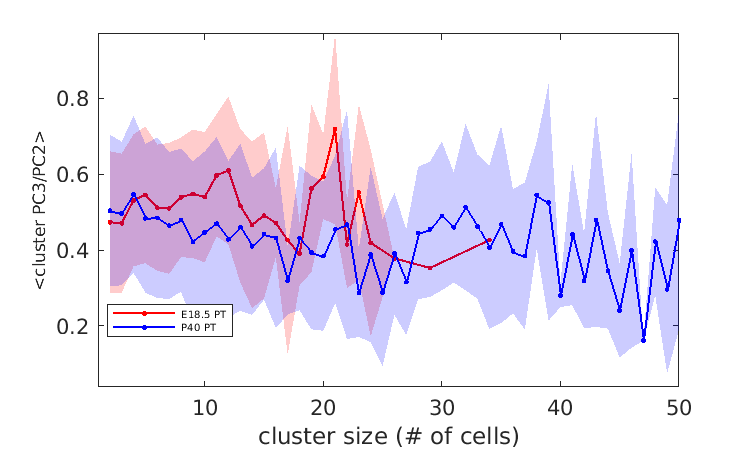 0.8
0.6
0.4
0.2
<cluster PC3/PC2>
E18.5 PT
P40 PT
10 20 30 40 50
cluster size (# of cells)